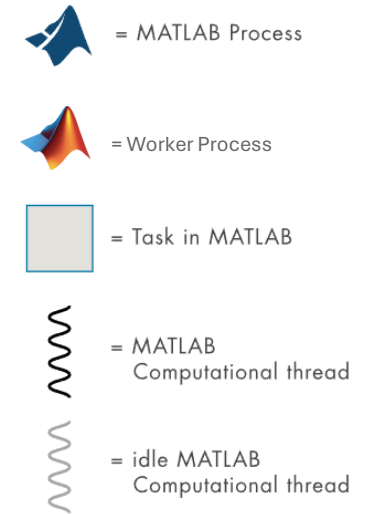 = MATLAB Process
= Worker Process
= Task in MATLAB
= MATLAB
Computational thread
= idle MATLAB
Computational thread